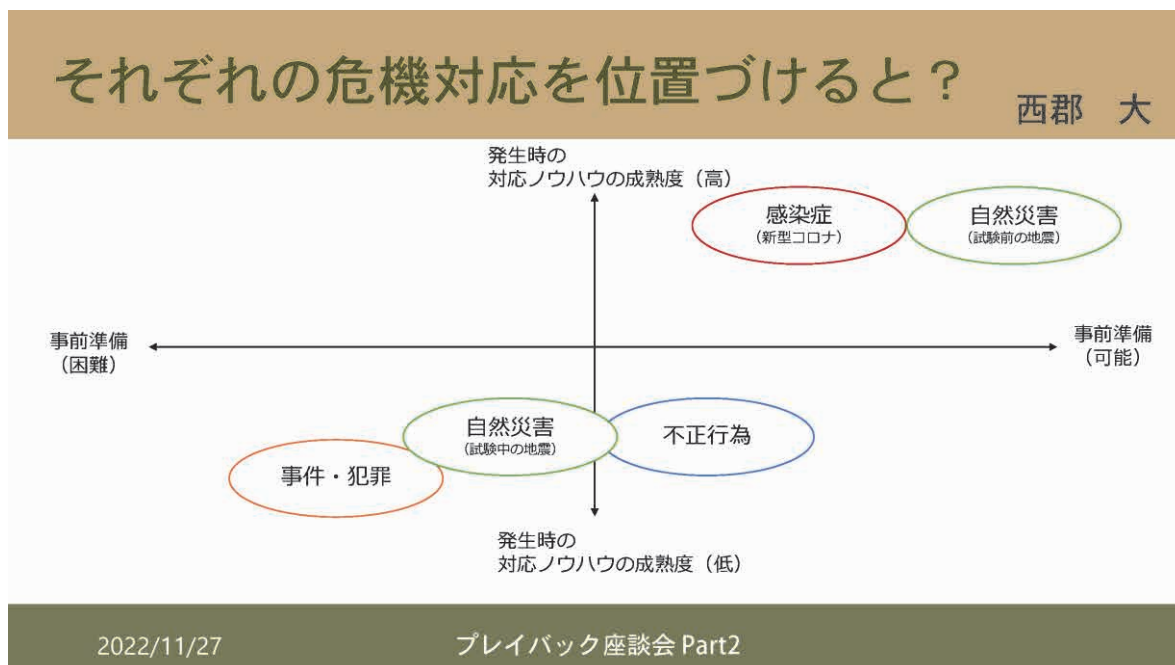 それぞれの危機対応を位置づけると？
西郡　大
発生時の
対応ノウハウの成熟度（高）
感染症
（新型コロナ）
自然災害
（試験前の地震）
事前準備
（困難）
事前準備
（可能）
自然災害
（試験中の地震）
不正行為
事件・犯罪
発生時の
対応ノウハウの成熟度（低）
2022/11/27
プレイバック座談会 Part2